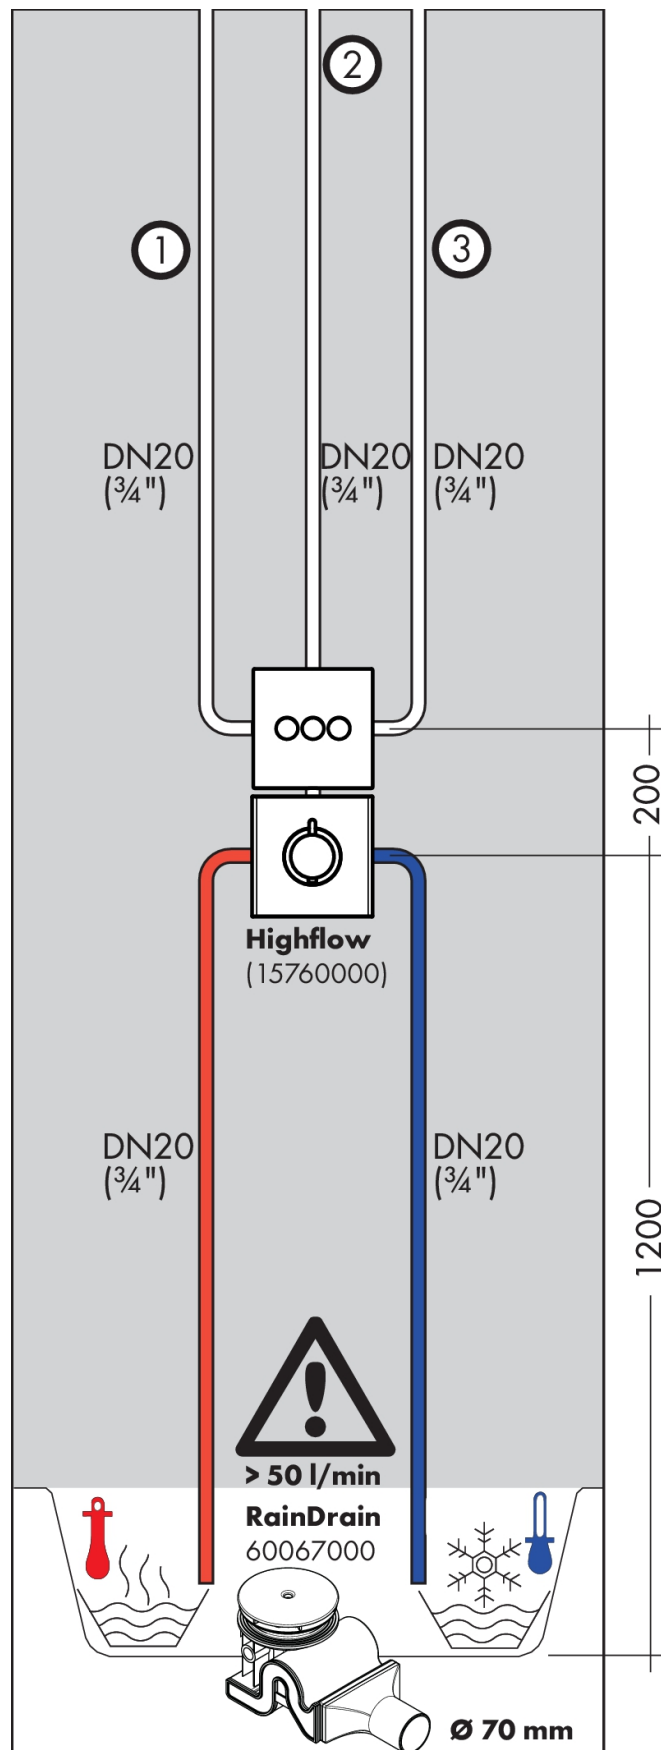 2
1
3
DN20
(¾")
DN20
(¾")
DN20
(¾")
200
Highflow
(15760000)
DN20
(¾")
DN20
(¾")
1200
> 50 l/min
RainDrain
60067000
Ø 70 mm